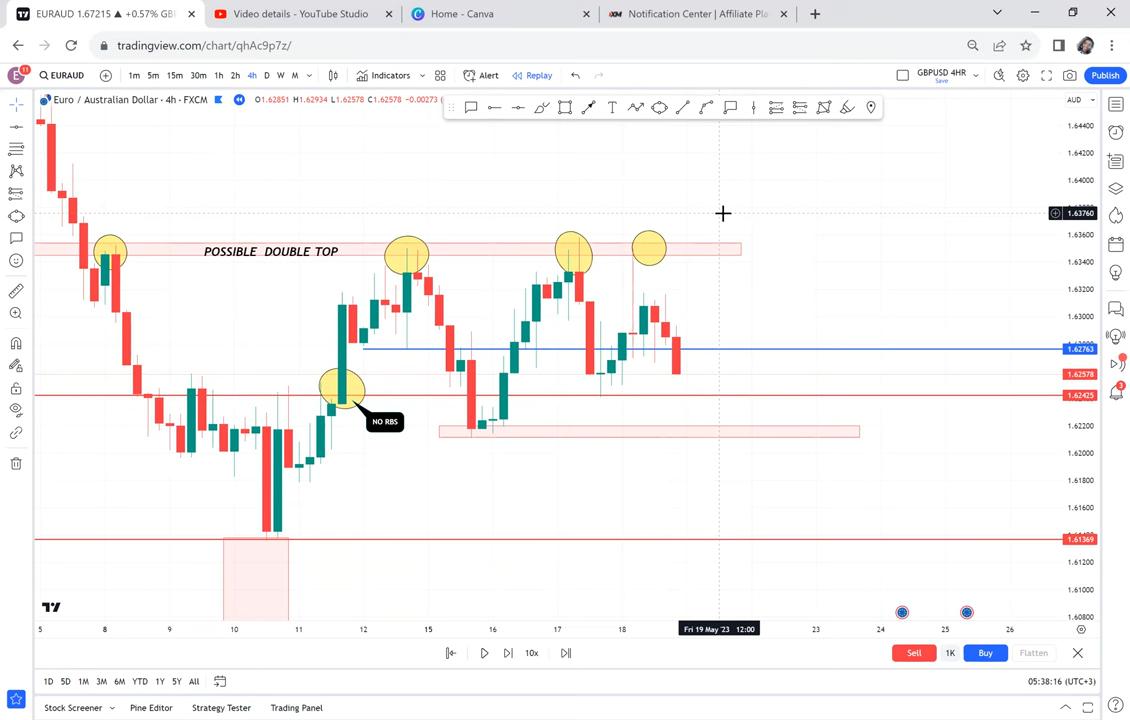 EURAUD 1.67215 ▲ +0.57% GB
Video details - YouTube Studio
Home - Canva
XM Notification Center | Affiliate Pla
tradingview.com/chart/qhAc9p7z/
E 11 EURAUD 1m 5m 15m 30m 1h 2h 4h D W M Indicators Alert Replay GBPUSD 4HR Save Publish
Euro / Australian Dollar · 4h · FXCM O1.62851 H1.62934 L1.62578 C1.62578 −0.00273
AUD
1.64400
1.64200
1.64000
1.63760
1.63600
POSSIBLE DOUBLE TOP
1.63400
1.63200
1.63000
1.62763
1.62578
1.62425
NO RBS
1.62200
1.62000
1.61800
1.61600
1.61369
1.61200
1.61000
1.60800
5 8 9 10 11 12 15 16 17 18 Fri 19 May '23 12:00 23 24 25 26
10x Sell 1K Buy Flatten
1D 5D 1M 3M 6M YTD 1Y 5Y All 05:38:16 (UTC+3)
Stock Screener Pine Editor Strategy Tester Trading Panel
3